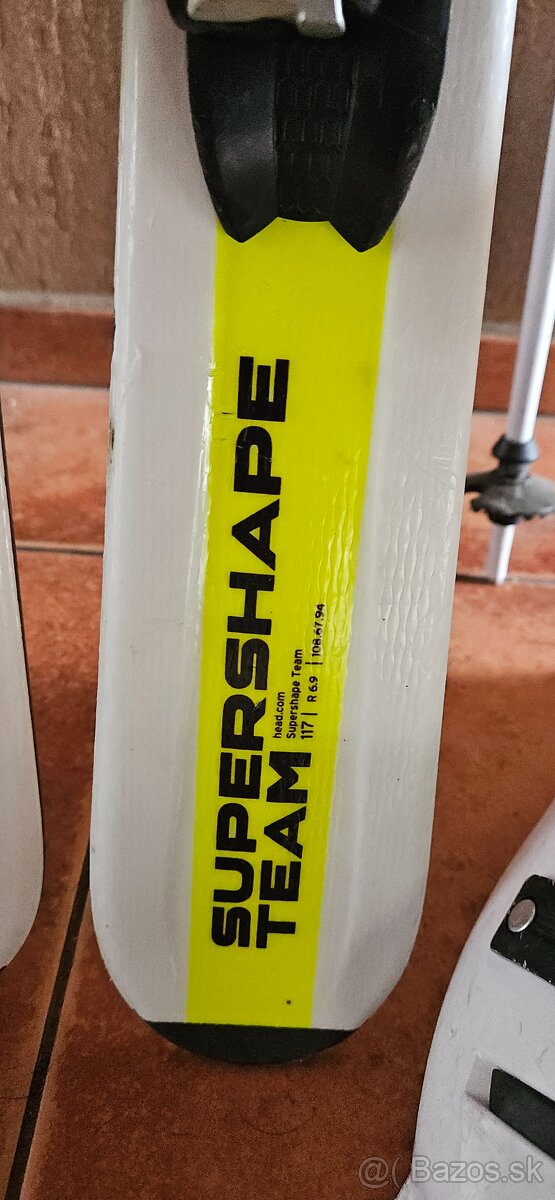 SUPERSHAPE
TEAM
head.com
Supershape Team
117 | R 6.9 | 108.67.94
@( Bazos.sk